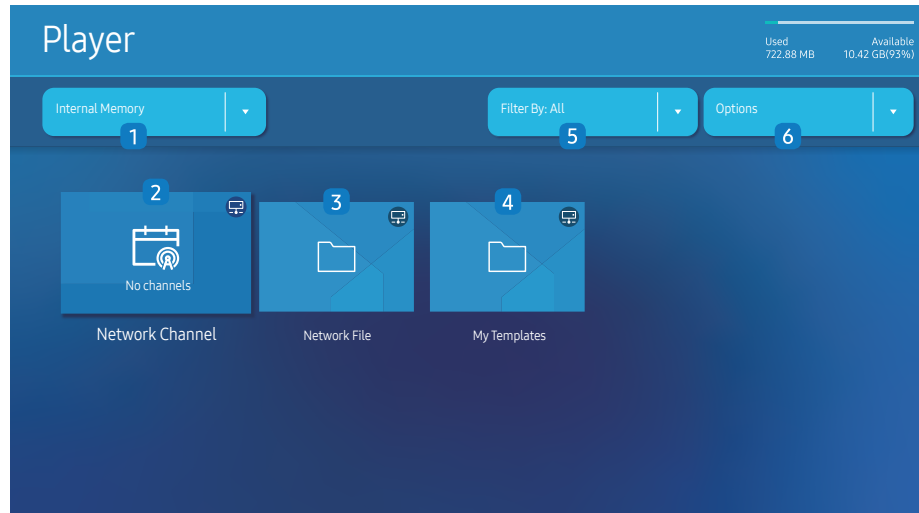 Player
Used Available
722.88 MB 10.42 GB(93%)
Internal Memory Filter By: All Options
1 5 6
2 3 4
No channels
Network Channel Network File My Templates